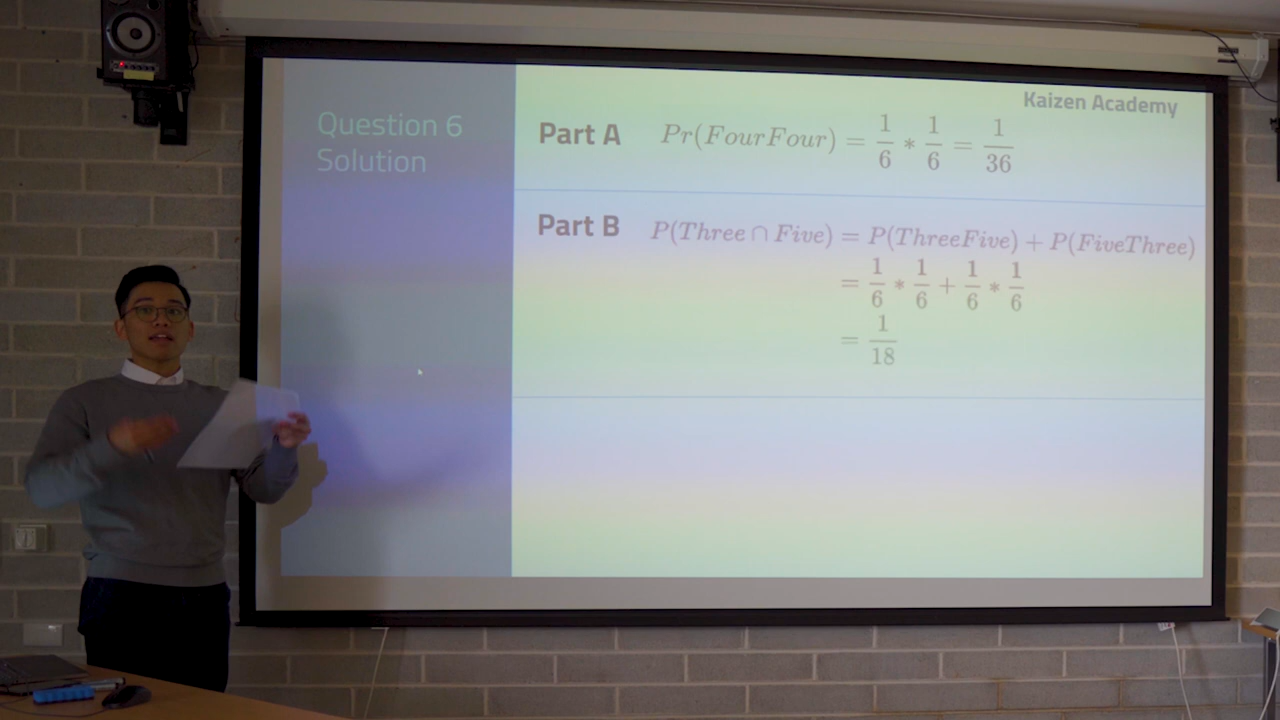 Kaizen Academy
Question 6
Solution
Part A Pr(FourFour) = 1/6 * 1/6 = 1/36
Part B P(Three ∩ Five) = P(ThreeFive) + P(FiveThree)
= 1/6 * 1/6 + 1/6 * 1/6
= 1/18